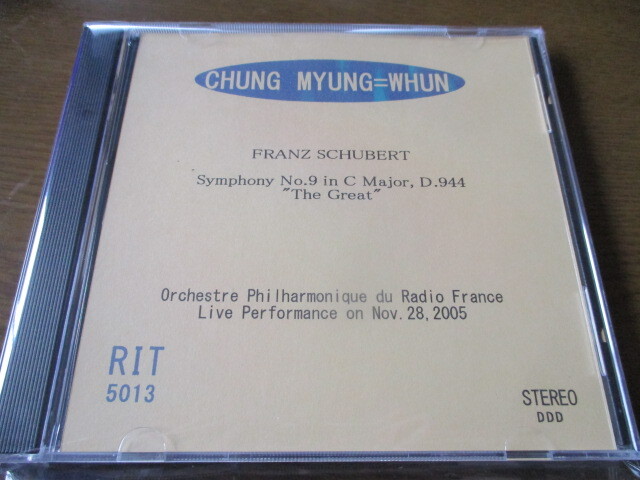 CHUNG MYUNG=WHUN
FRANZ SCHUBERT
Symphony No.9 in C Major, D.944
"The Great"
Orchestre Philharmonique du Radio France
Live Performance on Nov.28,2005
RIT
5013
STEREO
DDD